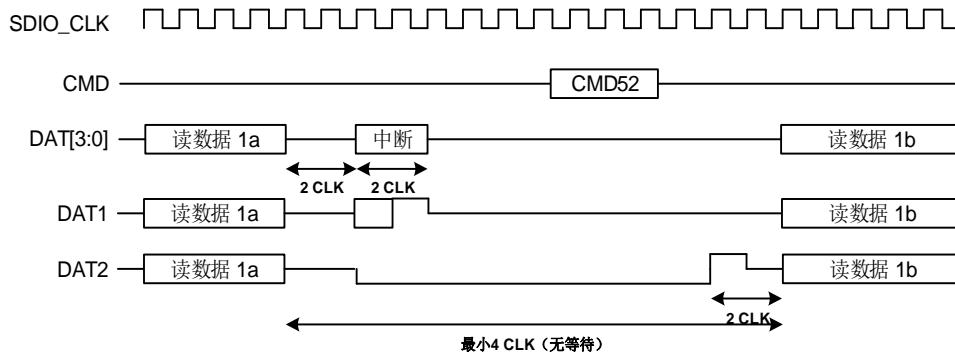 SDIO_CLK
CMD
CMD52
DAT[3:0]
读数据 1a
中断
读数据 1b
2 CLK
2 CLK
DAT1
读数据 1a
读数据 1b
DAT2
读数据 1a
读数据 1b
2 CLK
最小4 CLK（无等待）